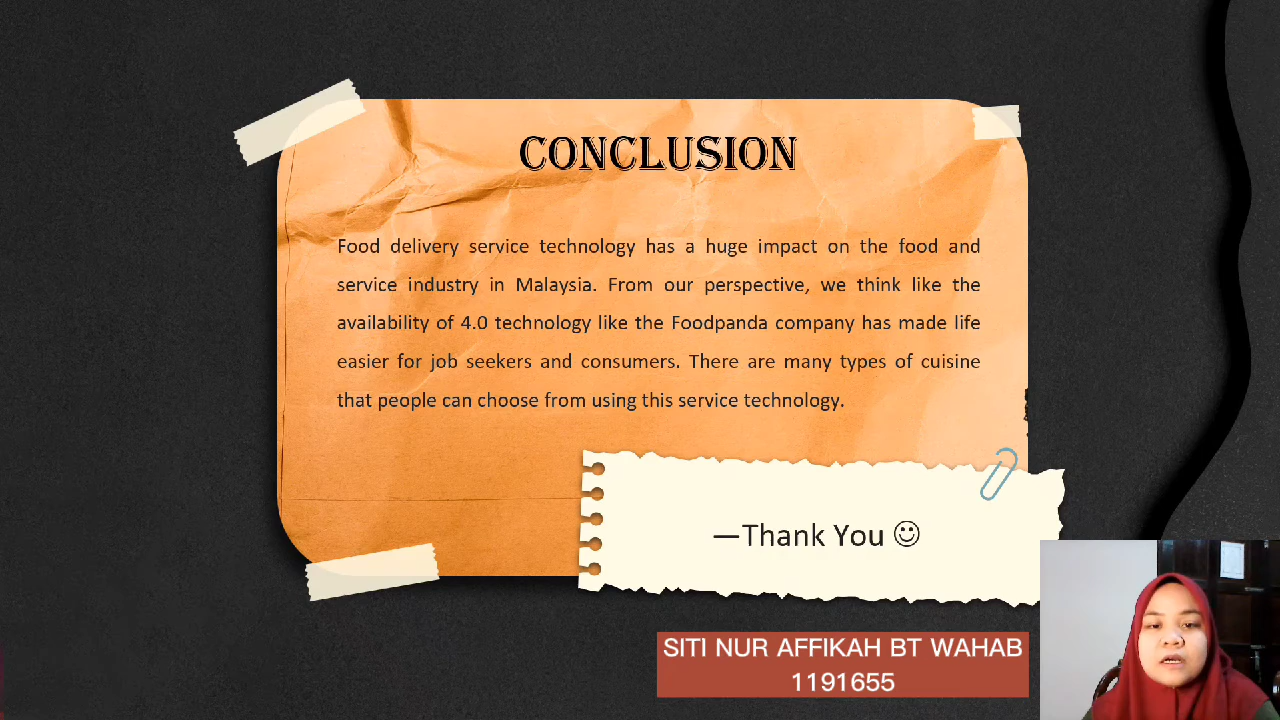 CONCLUSION
Food delivery service technology has a huge impact on the food and
service industry in Malaysia. From our perspective, we think like the
availability of 4.0 technology like the Foodpanda company has made life
easier for job seekers and consumers. There are many types of cuisine
that people can choose from using this service technology.
—Thank You ☺
SITI NUR AFFIKAH BT WAHAB
1191655